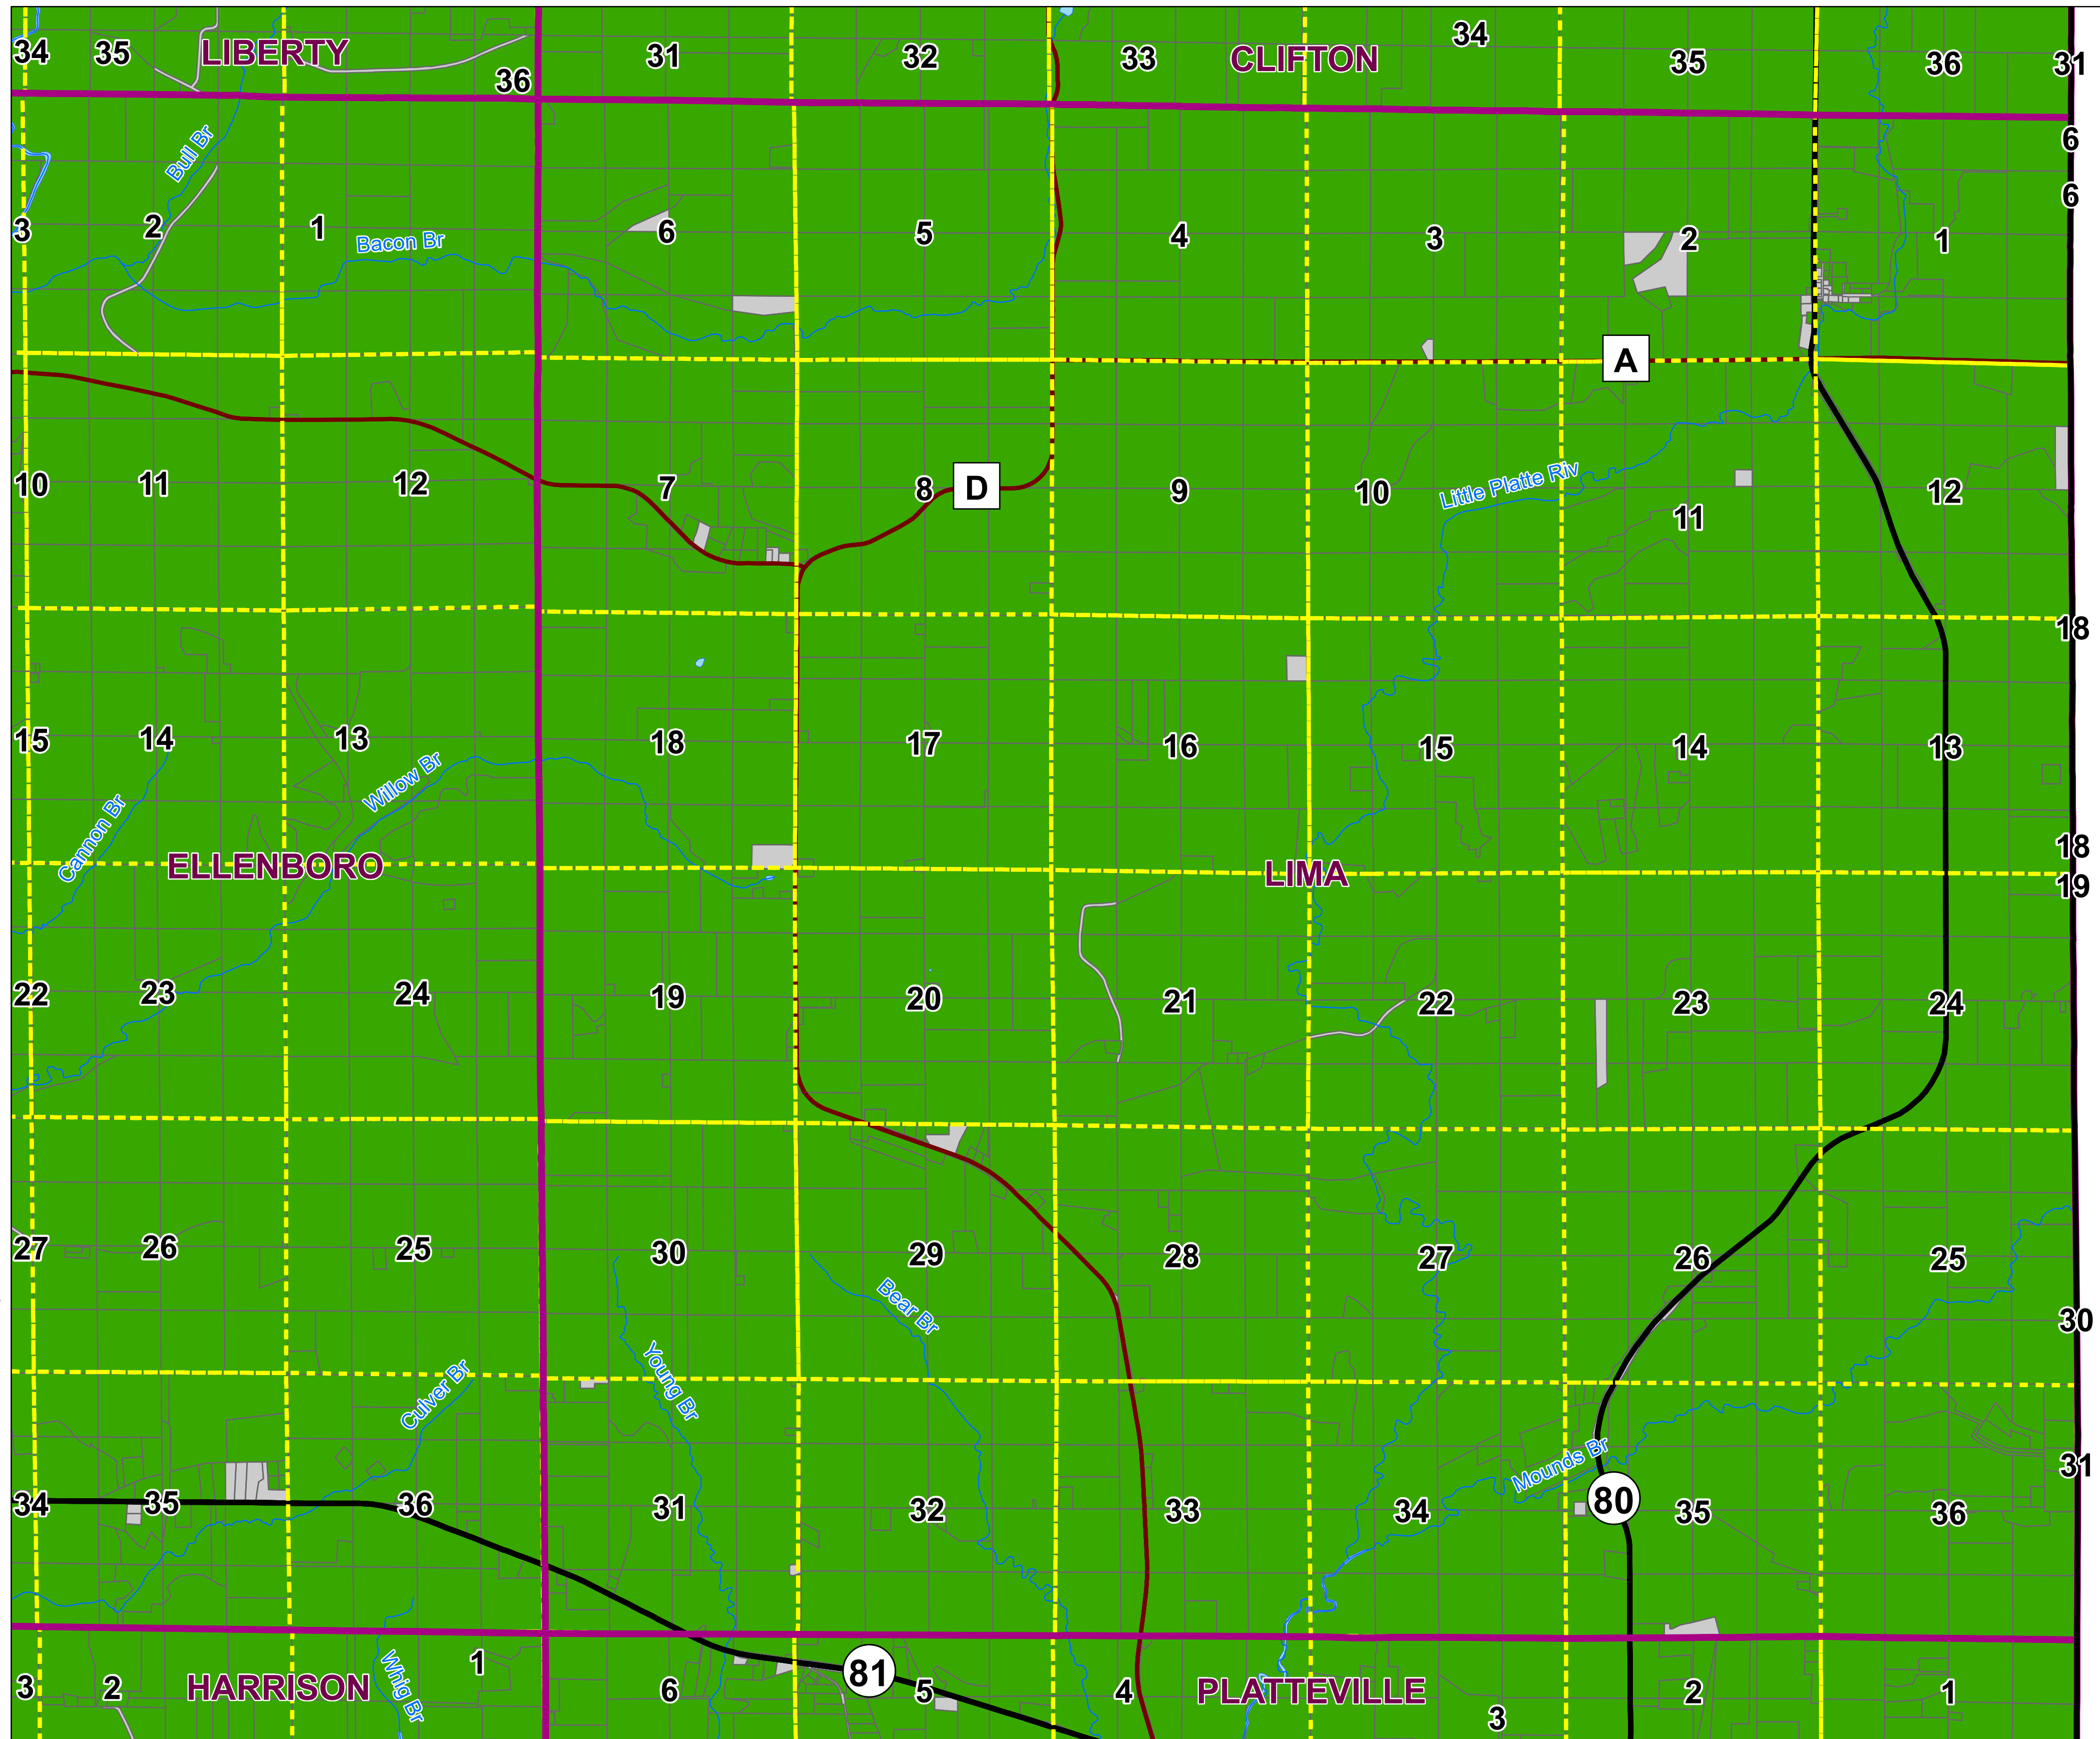 34 35 LIBERTY 36 31 32 33 CLIFTON 34 35 36 31
6
6
Bull Br
3 2 1 Bacon Br 6 5 4 3 2 1
A
10 11 12 7 8 D 9 10 Little Platte Riv 11 12
18
15 14 13 18 17 16 15 14 13
Willow Br
Cannon Br
18
ELLENBORO LIMA 19
22 23 24 19 20 21 22 23 24
27 26 25 30 29 28 27 26 25
Bear Br
30
Young Br
Culver Br
Mounds Br
31
34 35 36 31 32 33 34 80 35 36
Whig Br
3 2 HARRISON 1 6 81 5 4 PLATTEVILLE 3 2 1